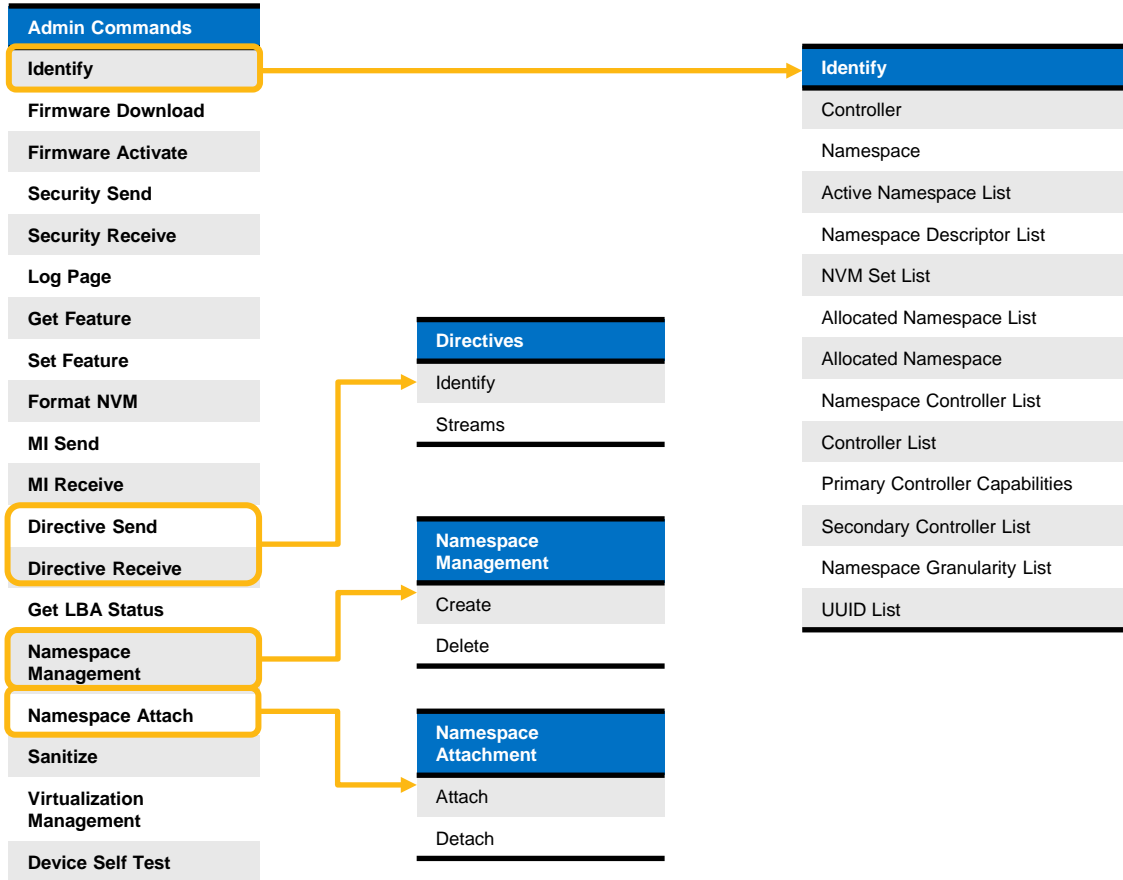 Admin Commands
Identify
Firmware Download
Firmware Activate
Security Send
Security Receive
Log Page
Get Feature
Set Feature
Format NVM
MI Send
MI Receive
Directive Send
Directive Receive
Get LBA Status
Namespace
Management
Namespace Attach
Sanitize
Virtualization
Management
Device Self Test
Directives
Identify
Streams
Namespace
Management
Create
Delete
Namespace
Attachment
Attach
Detach
Identify
Controller
Namespace
Active Namespace List
Namespace Descriptor List
NVM Set List
Allocated Namespace List
Allocated Namespace
Namespace Controller List
Controller List
Primary Controller Capabilities
Secondary Controller List
Namespace Granularity List
UUID List